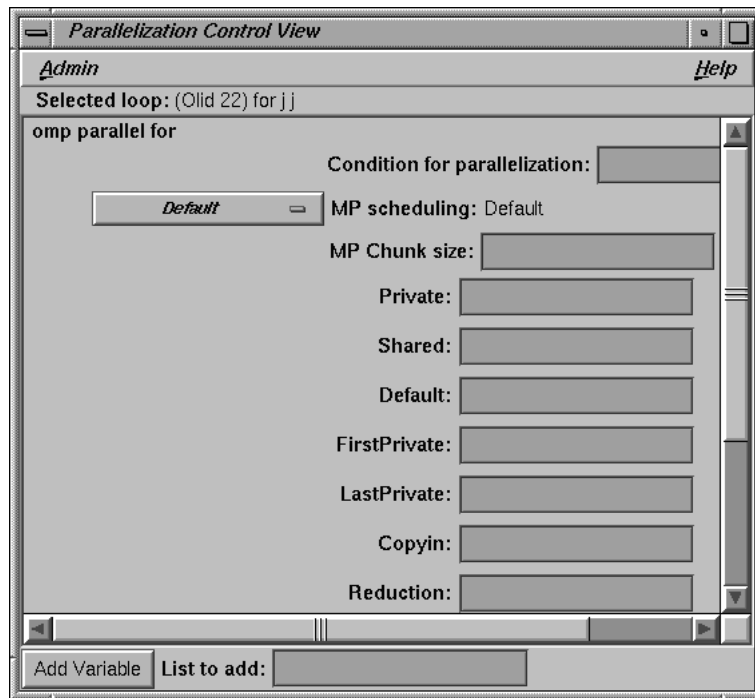 Parallelization Control View
Admin Help
Selected loop: (Olid 22) for j j
omp parallel for
Condition for parallelization:
Default MP scheduling: Default
MP Chunk size:
Private:
Shared:
Default:
FirstPrivate:
LastPrivate:
Copyin:
Reduction:
Add Variable List to add: